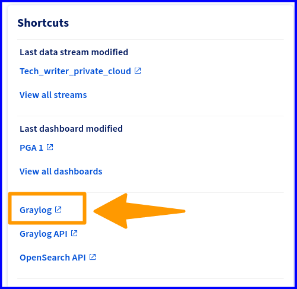 Shortcuts
Last data stream modified
Tech_writer_private_cloud
View all streams
Last dashboard modified
PGA 1
View all dashboards
Graylog
Graylog API
OpenSearch API